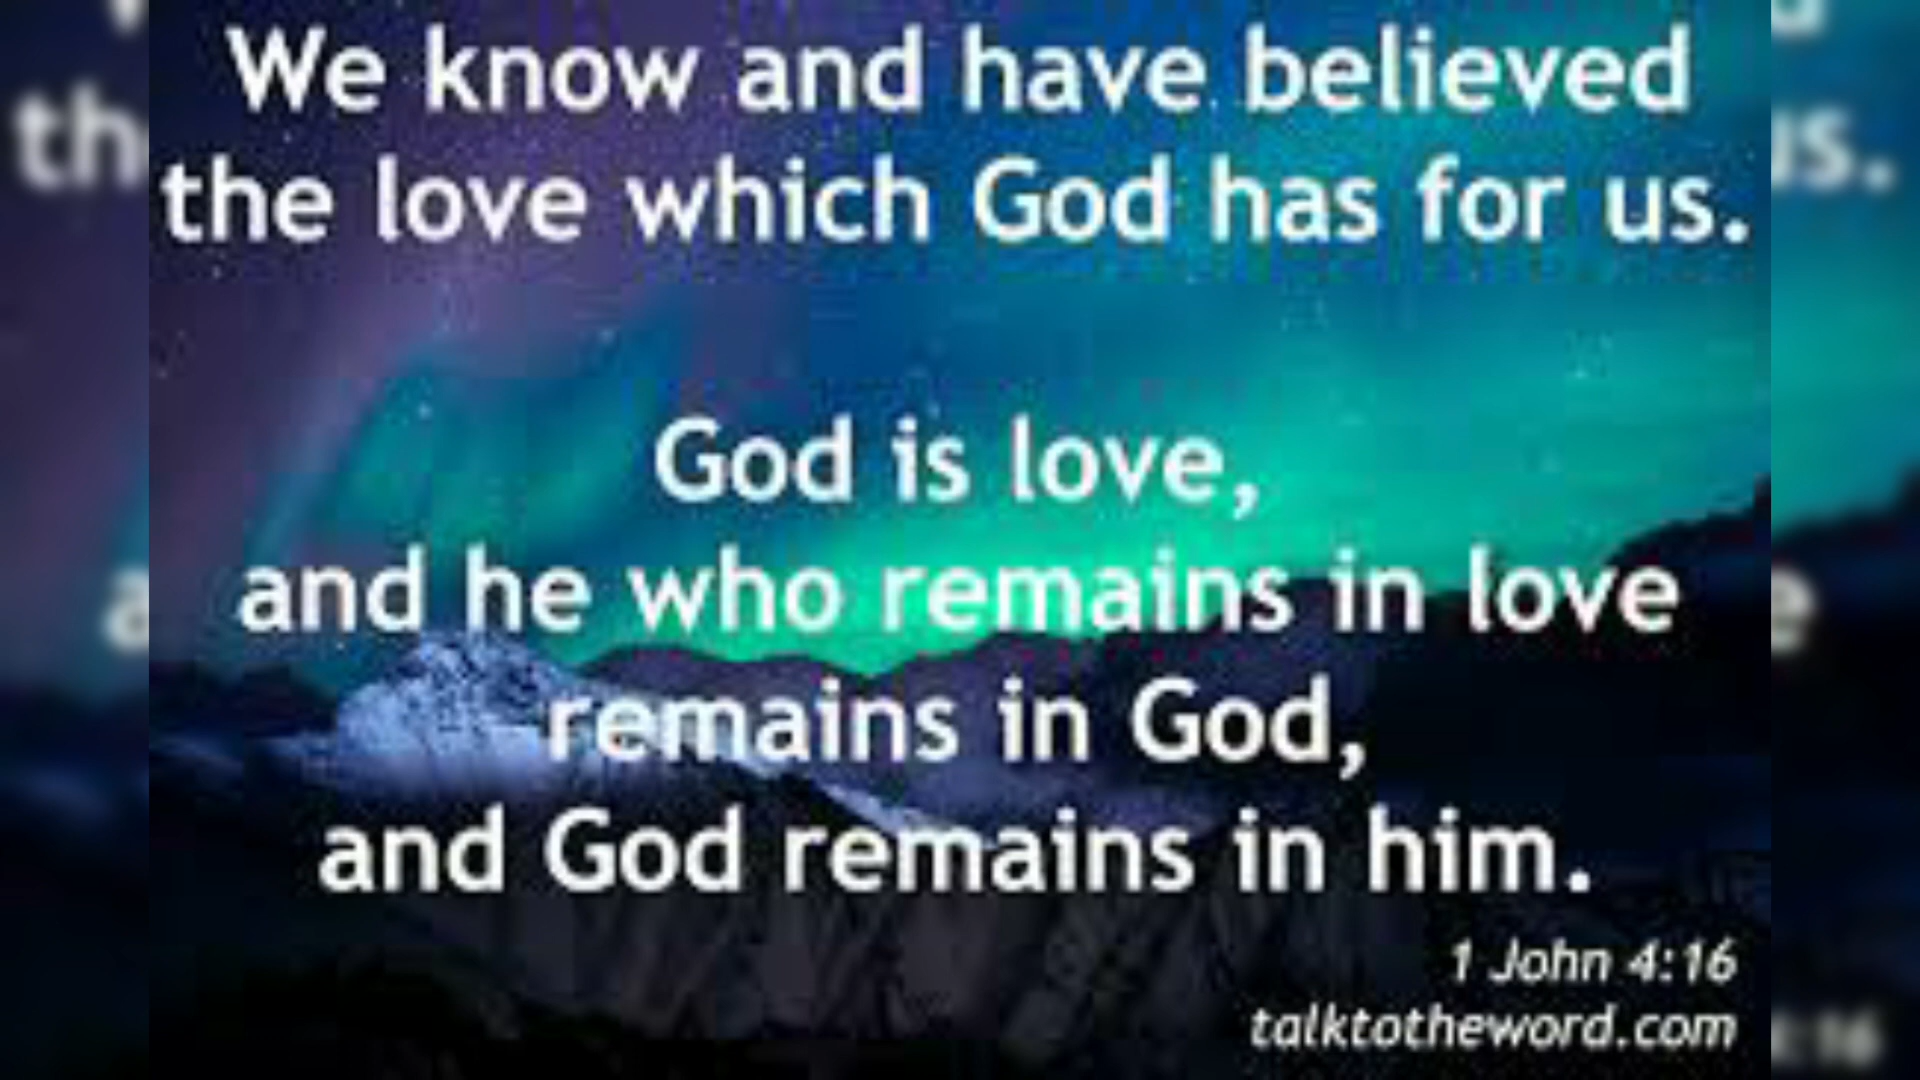 We know and have believed
the love which God has for us.
God is love,
and he who remains in love
remains in God,
and God remains in him.
1 John 4:16
talktotheword.com